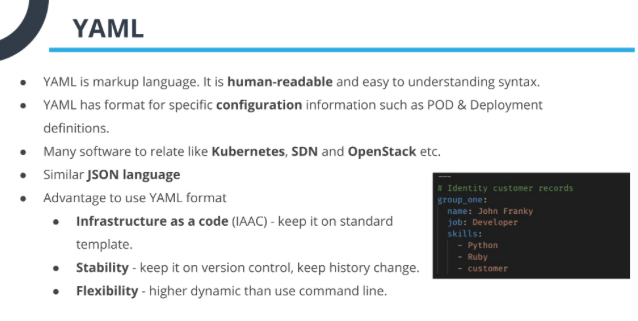 YAML
● YAML is markup language. It is human-readable and easy to understanding syntax.
● YAML has format for specific configuration information such as POD & Deployment
definitions.
● Many software to relate like Kubernetes, SDN and OpenStack etc.
● Similar JSON language
● Advantage to use YAML format
● Infrastructure as a code (IAAC) - keep it on standard
template.
● Stability - keep it on version control, keep history change.
● Flexibility - higher dynamic than use command line.
---
# Identity customer records
group_one:
  name: John Franky
  job: Developer
  skills:
    - Python
    - Ruby
    - customer